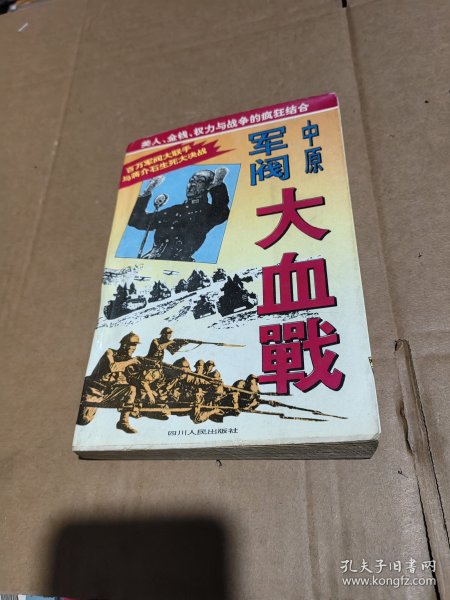 美人、金钱、权力与战争的疯狂结合
百万军阀大联手
与蒋介石生死大决战
中原
军阀
大血戰
四川人民出版社
孔夫子旧书网
www.kongfz.com